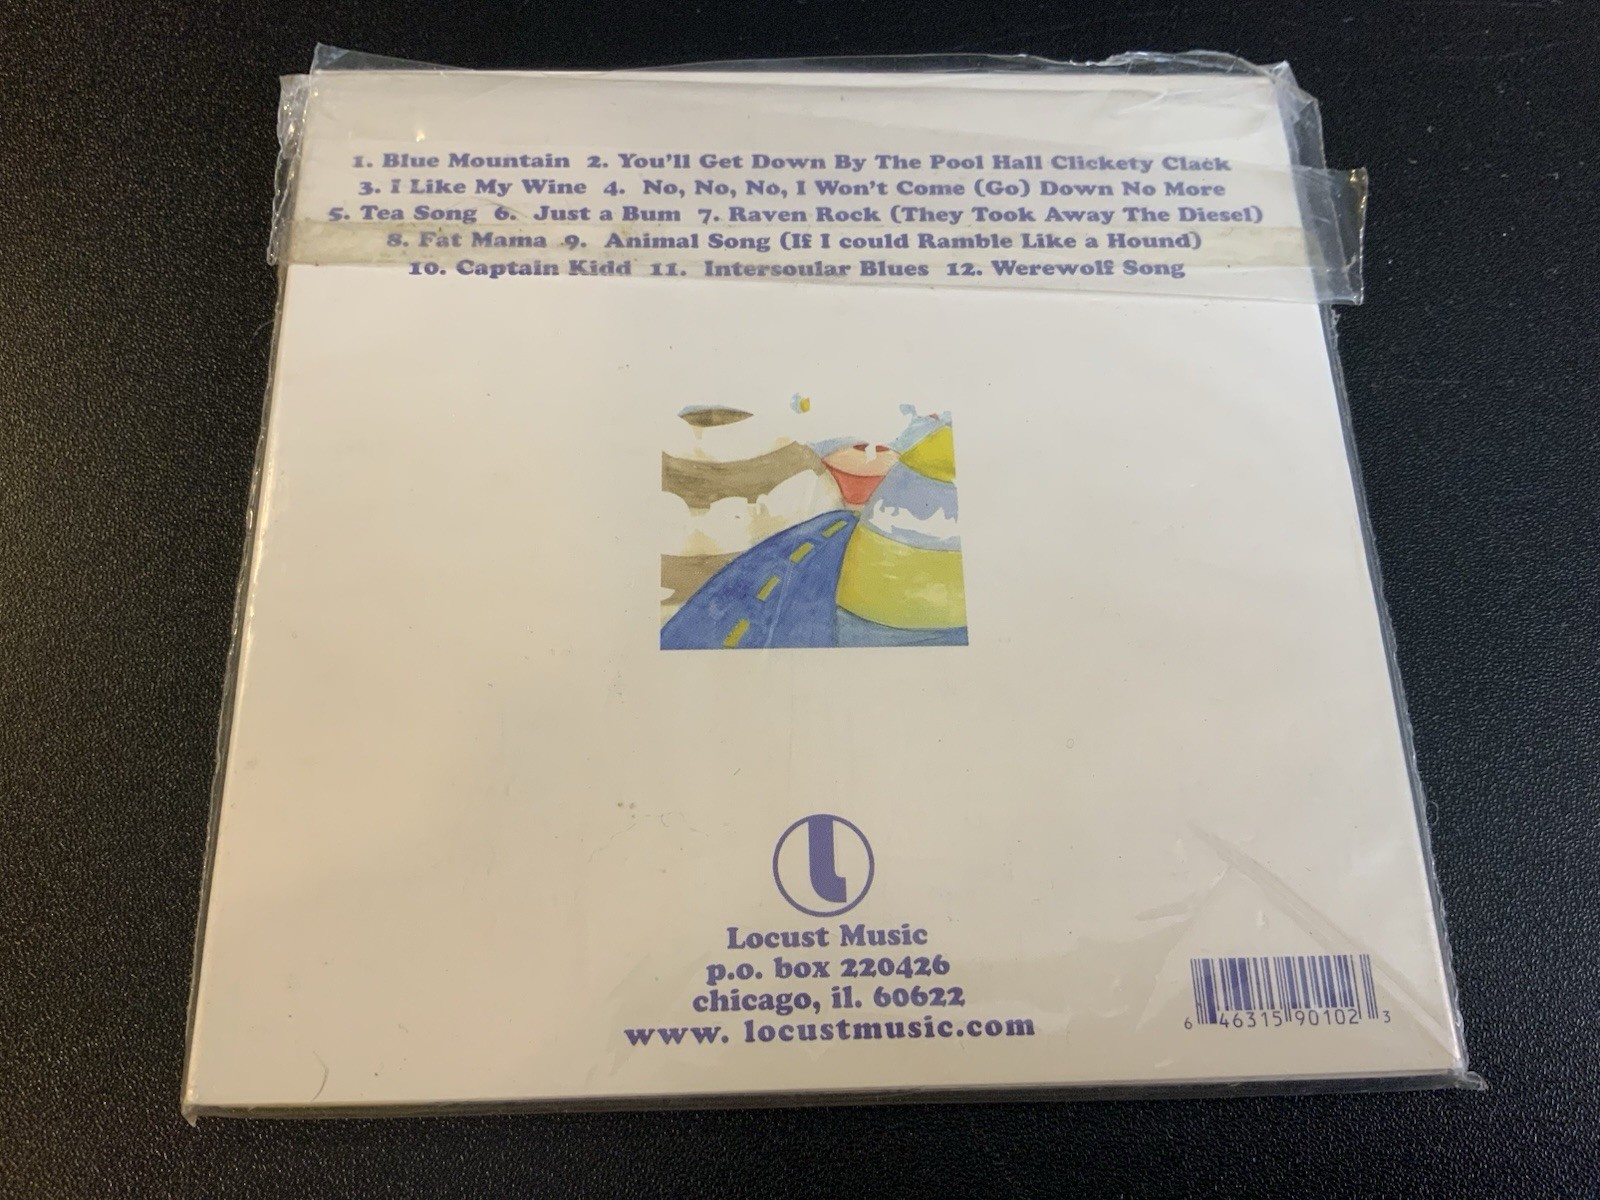 1. Blue Mountain 2. You'll Get Down By The Pool Hall Clickety Clack
3. I Like My Wine 4. No, No, No, I Won't Come (Go) Down No More
5. Tea Song 6. Just a Bum 7. Raven Rock (They Took Away The Diesel)
8. Fat Mama 9. Animal Song (If I could Ramble Like a Hound)
10. Captain Kidd 11. Intersoular Blues 12. Werewolf Song
l
Locust Music
p.o. box 220426
chicago, il. 60622
www. locustmusic.com
6 46315 90102 3